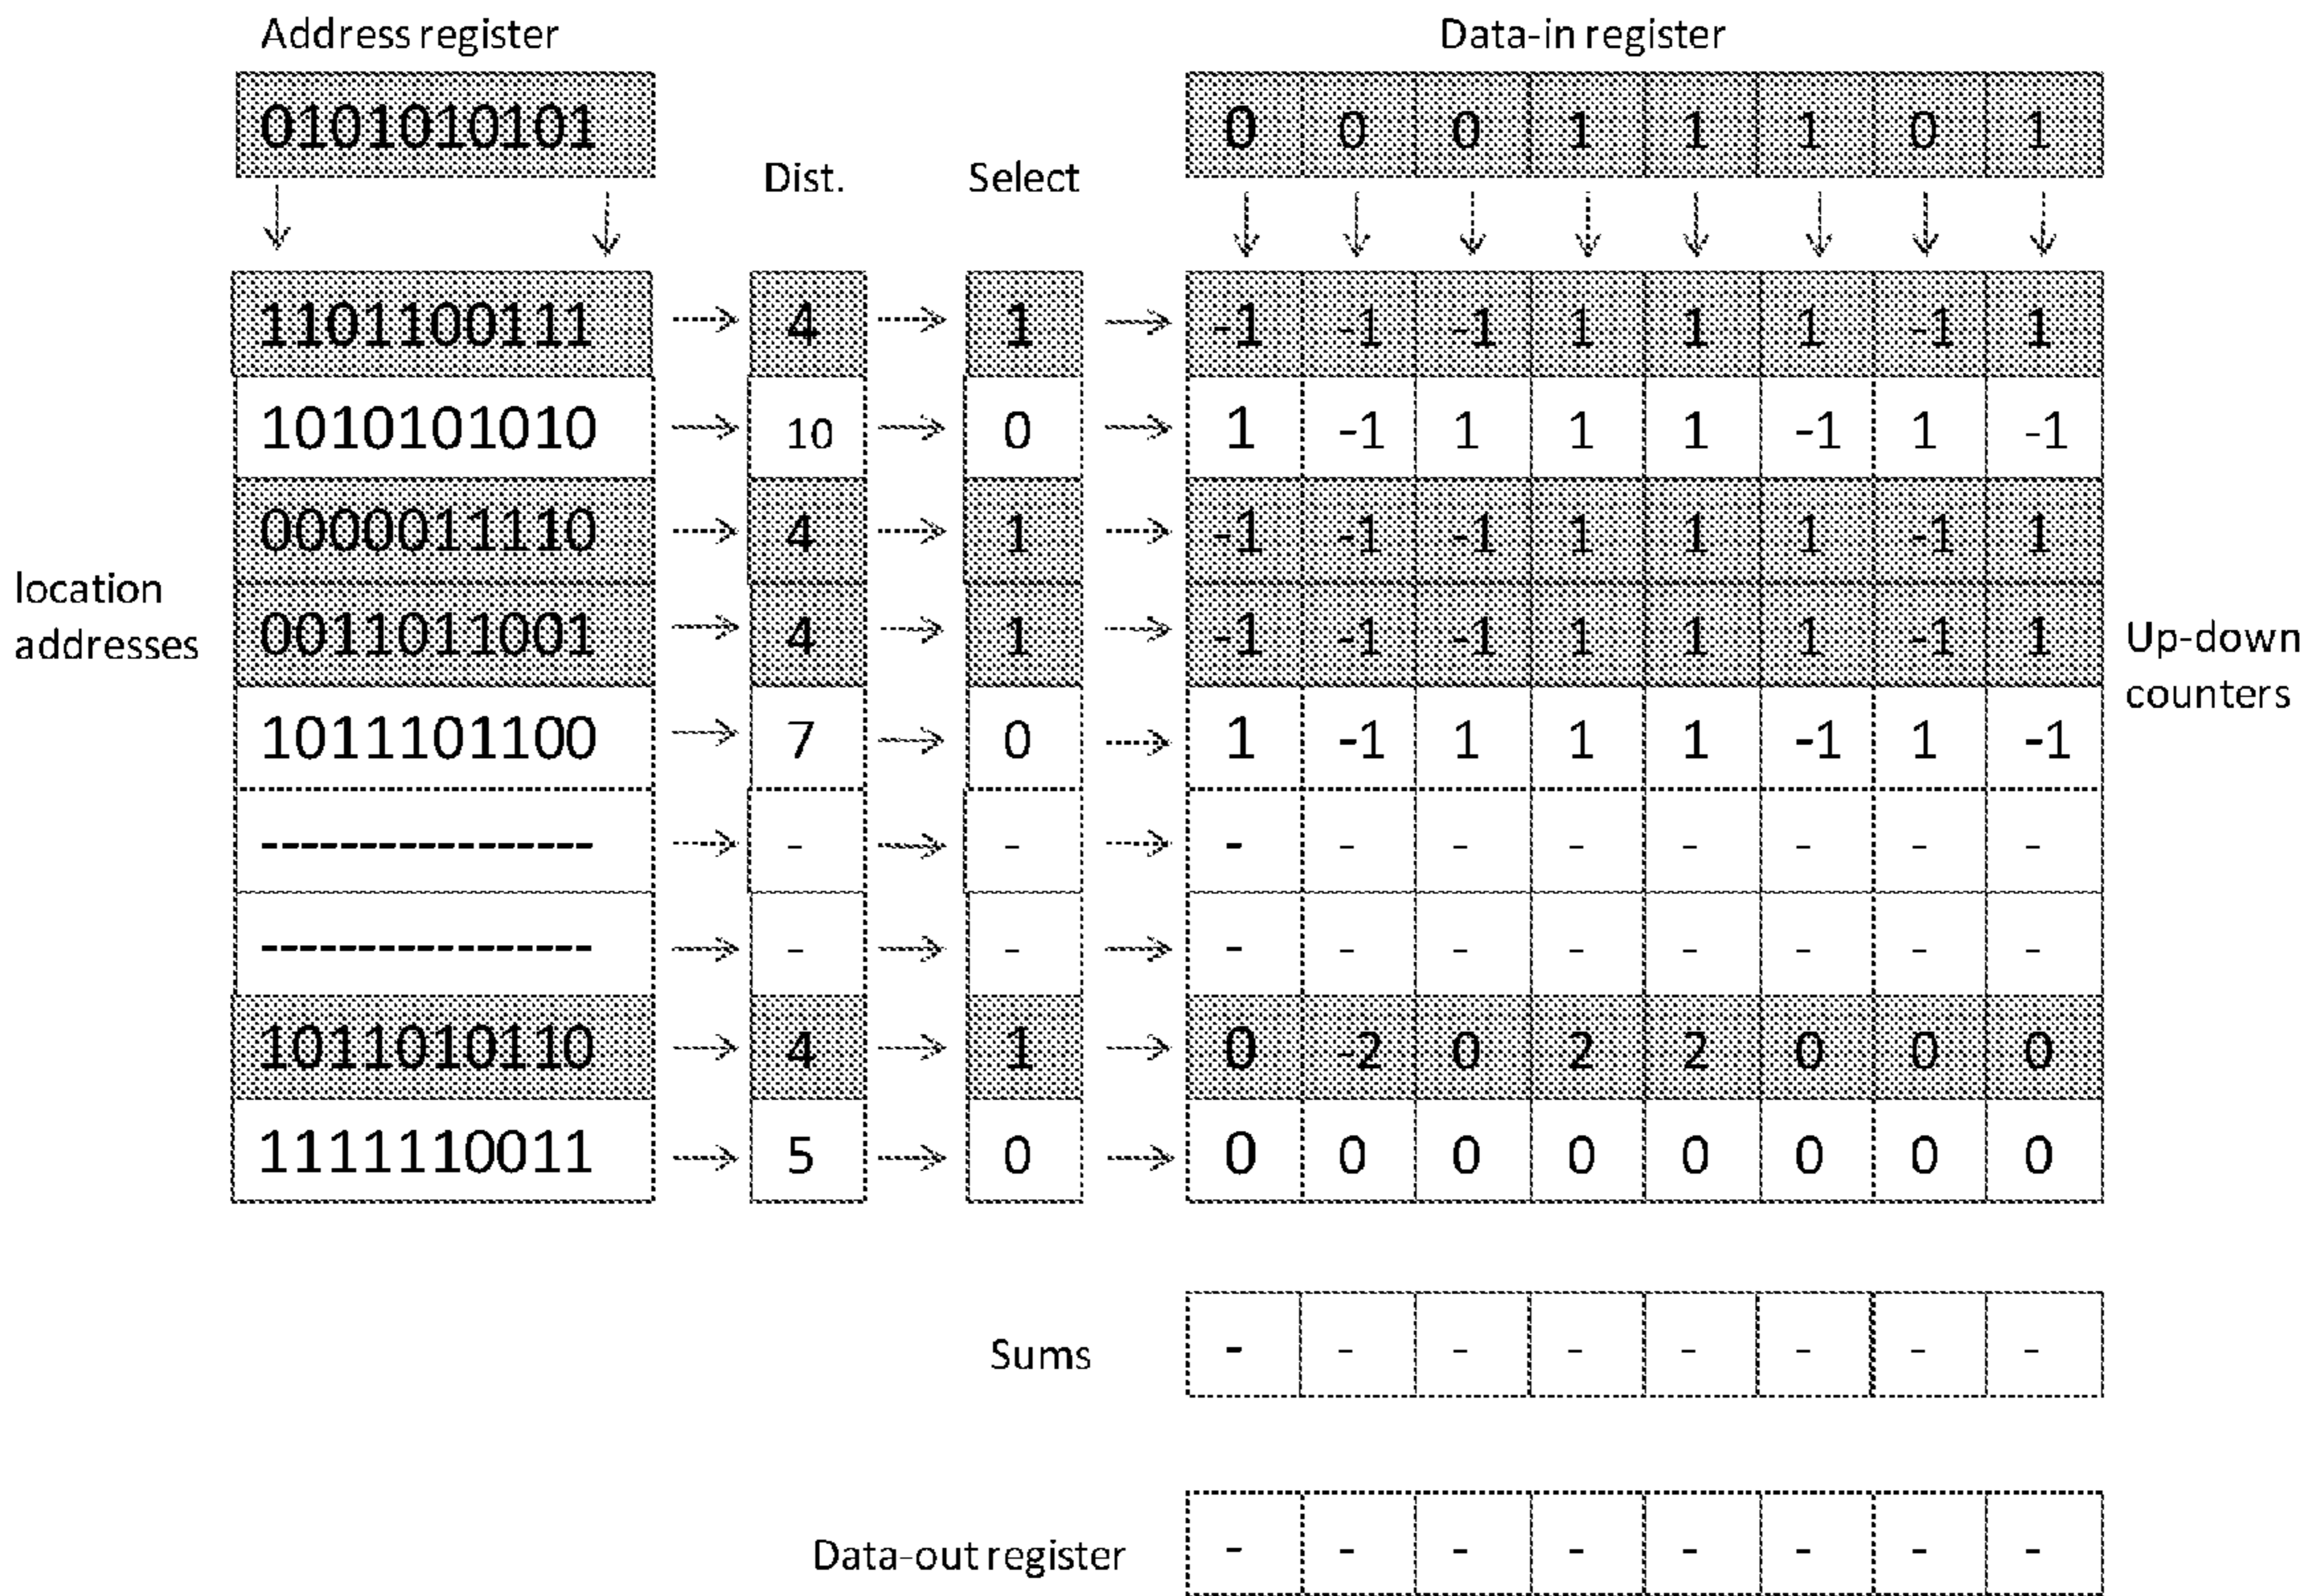 Address register Data-in register
0101010101 0 0 0 1 1 1 0 1
Dist. Select
1101100111 4 1 -1 -1 -1 1 1 1 -1 1
1010101010 10 0 1 -1 1 1 1 -1 1 -1
0000011110 4 1 -1 -1 -1 1 1 1 -1 1
location addresses
0011011001 4 1 -1 -1 -1 1 1 1 -1 1
Up-down counters
1011101100 7 0 1 -1 1 1 1 -1 1 -1
----------------- - - - - - - - - - -
----------------- - - - - - - - - - -
1011010110 4 1 0 -2 0 2 2 0 0 0
1111110011 5 0 0 0 0 0 0 0 0 0
Sums - - - - - - - -
Data-out register - - - - - - - -